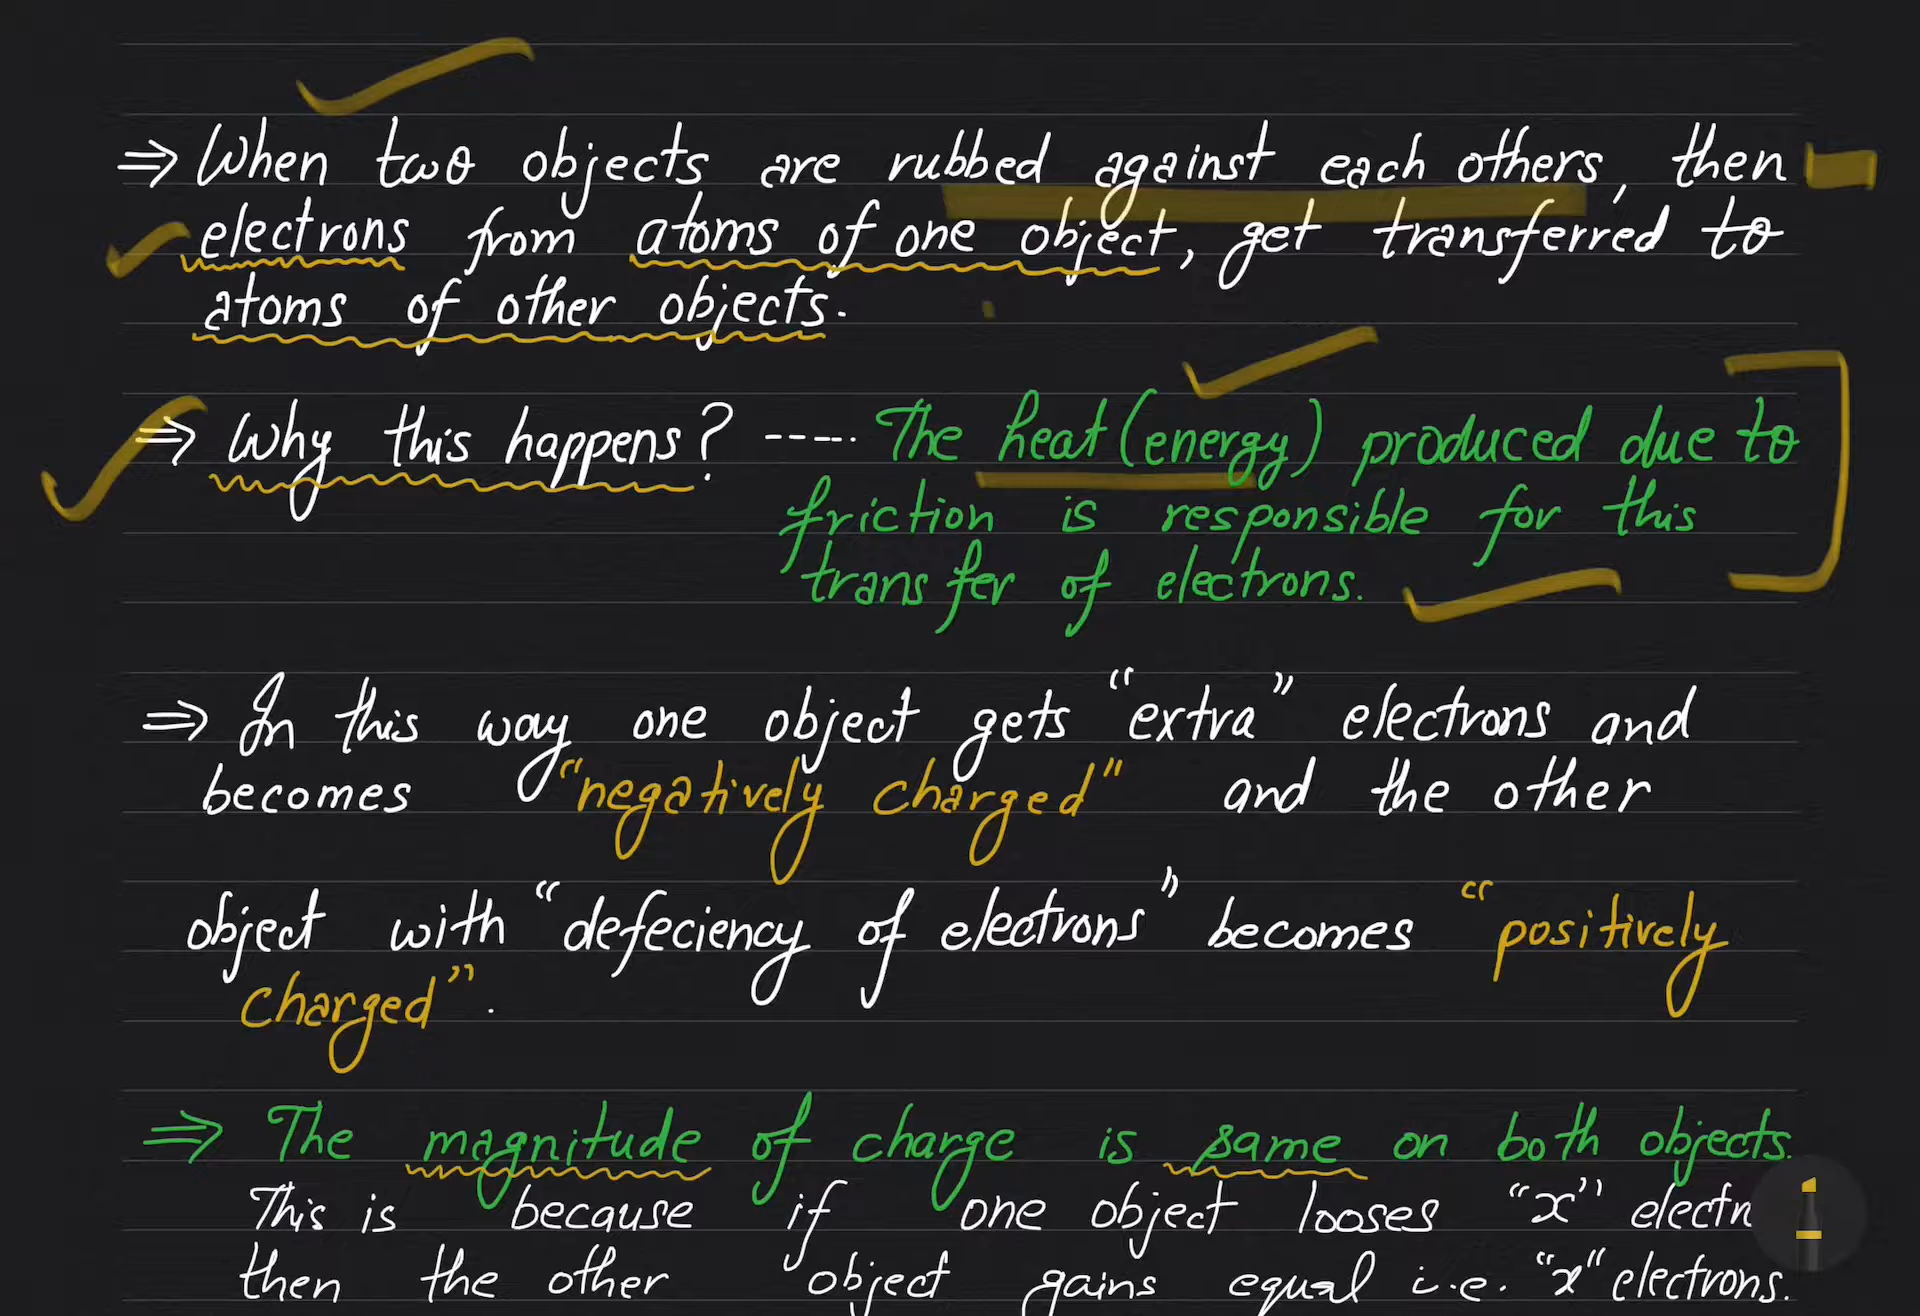 ⇒ When two objects are rubbed against each others, then
electrons from atoms of one object, get transferred to
atoms of other objects.
⇒ Why this happens? ----- The heat (energy) produced due to
friction is responsible for this
transfer of electrons.
⇒ In this way one object gets "extra" electrons and
becomes "negatively charged" and the other
object with "defeciency of electrons" becomes "positively
charged".
⇒ The magnitude of charge is same on both objects.
This is because if one object looses "x" electr
then the other object gains equal i.e. "x" electrons.